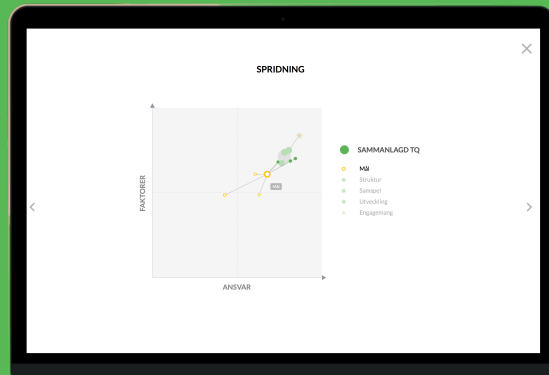 SPRIDNING
FAKTORER
Mål
ANSVAR
SAMMANLAGD TQ
Mål
Struktur
Samspel
Utveckling
Engagemang